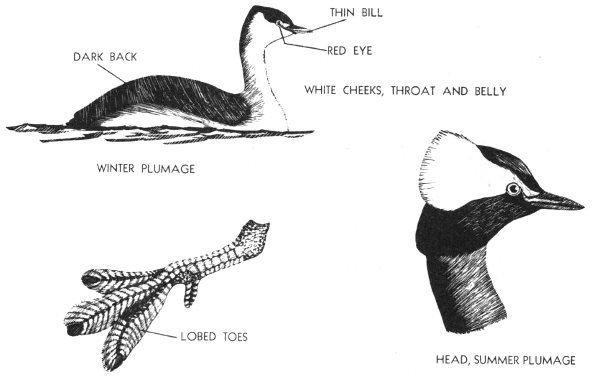 THIN BILL
RED EYE
DARK BACK
WHITE CHEEKS, THROAT AND BELLY
WINTER PLUMAGE
LOBED TOES
HEAD, SUMMER PLUMAGE